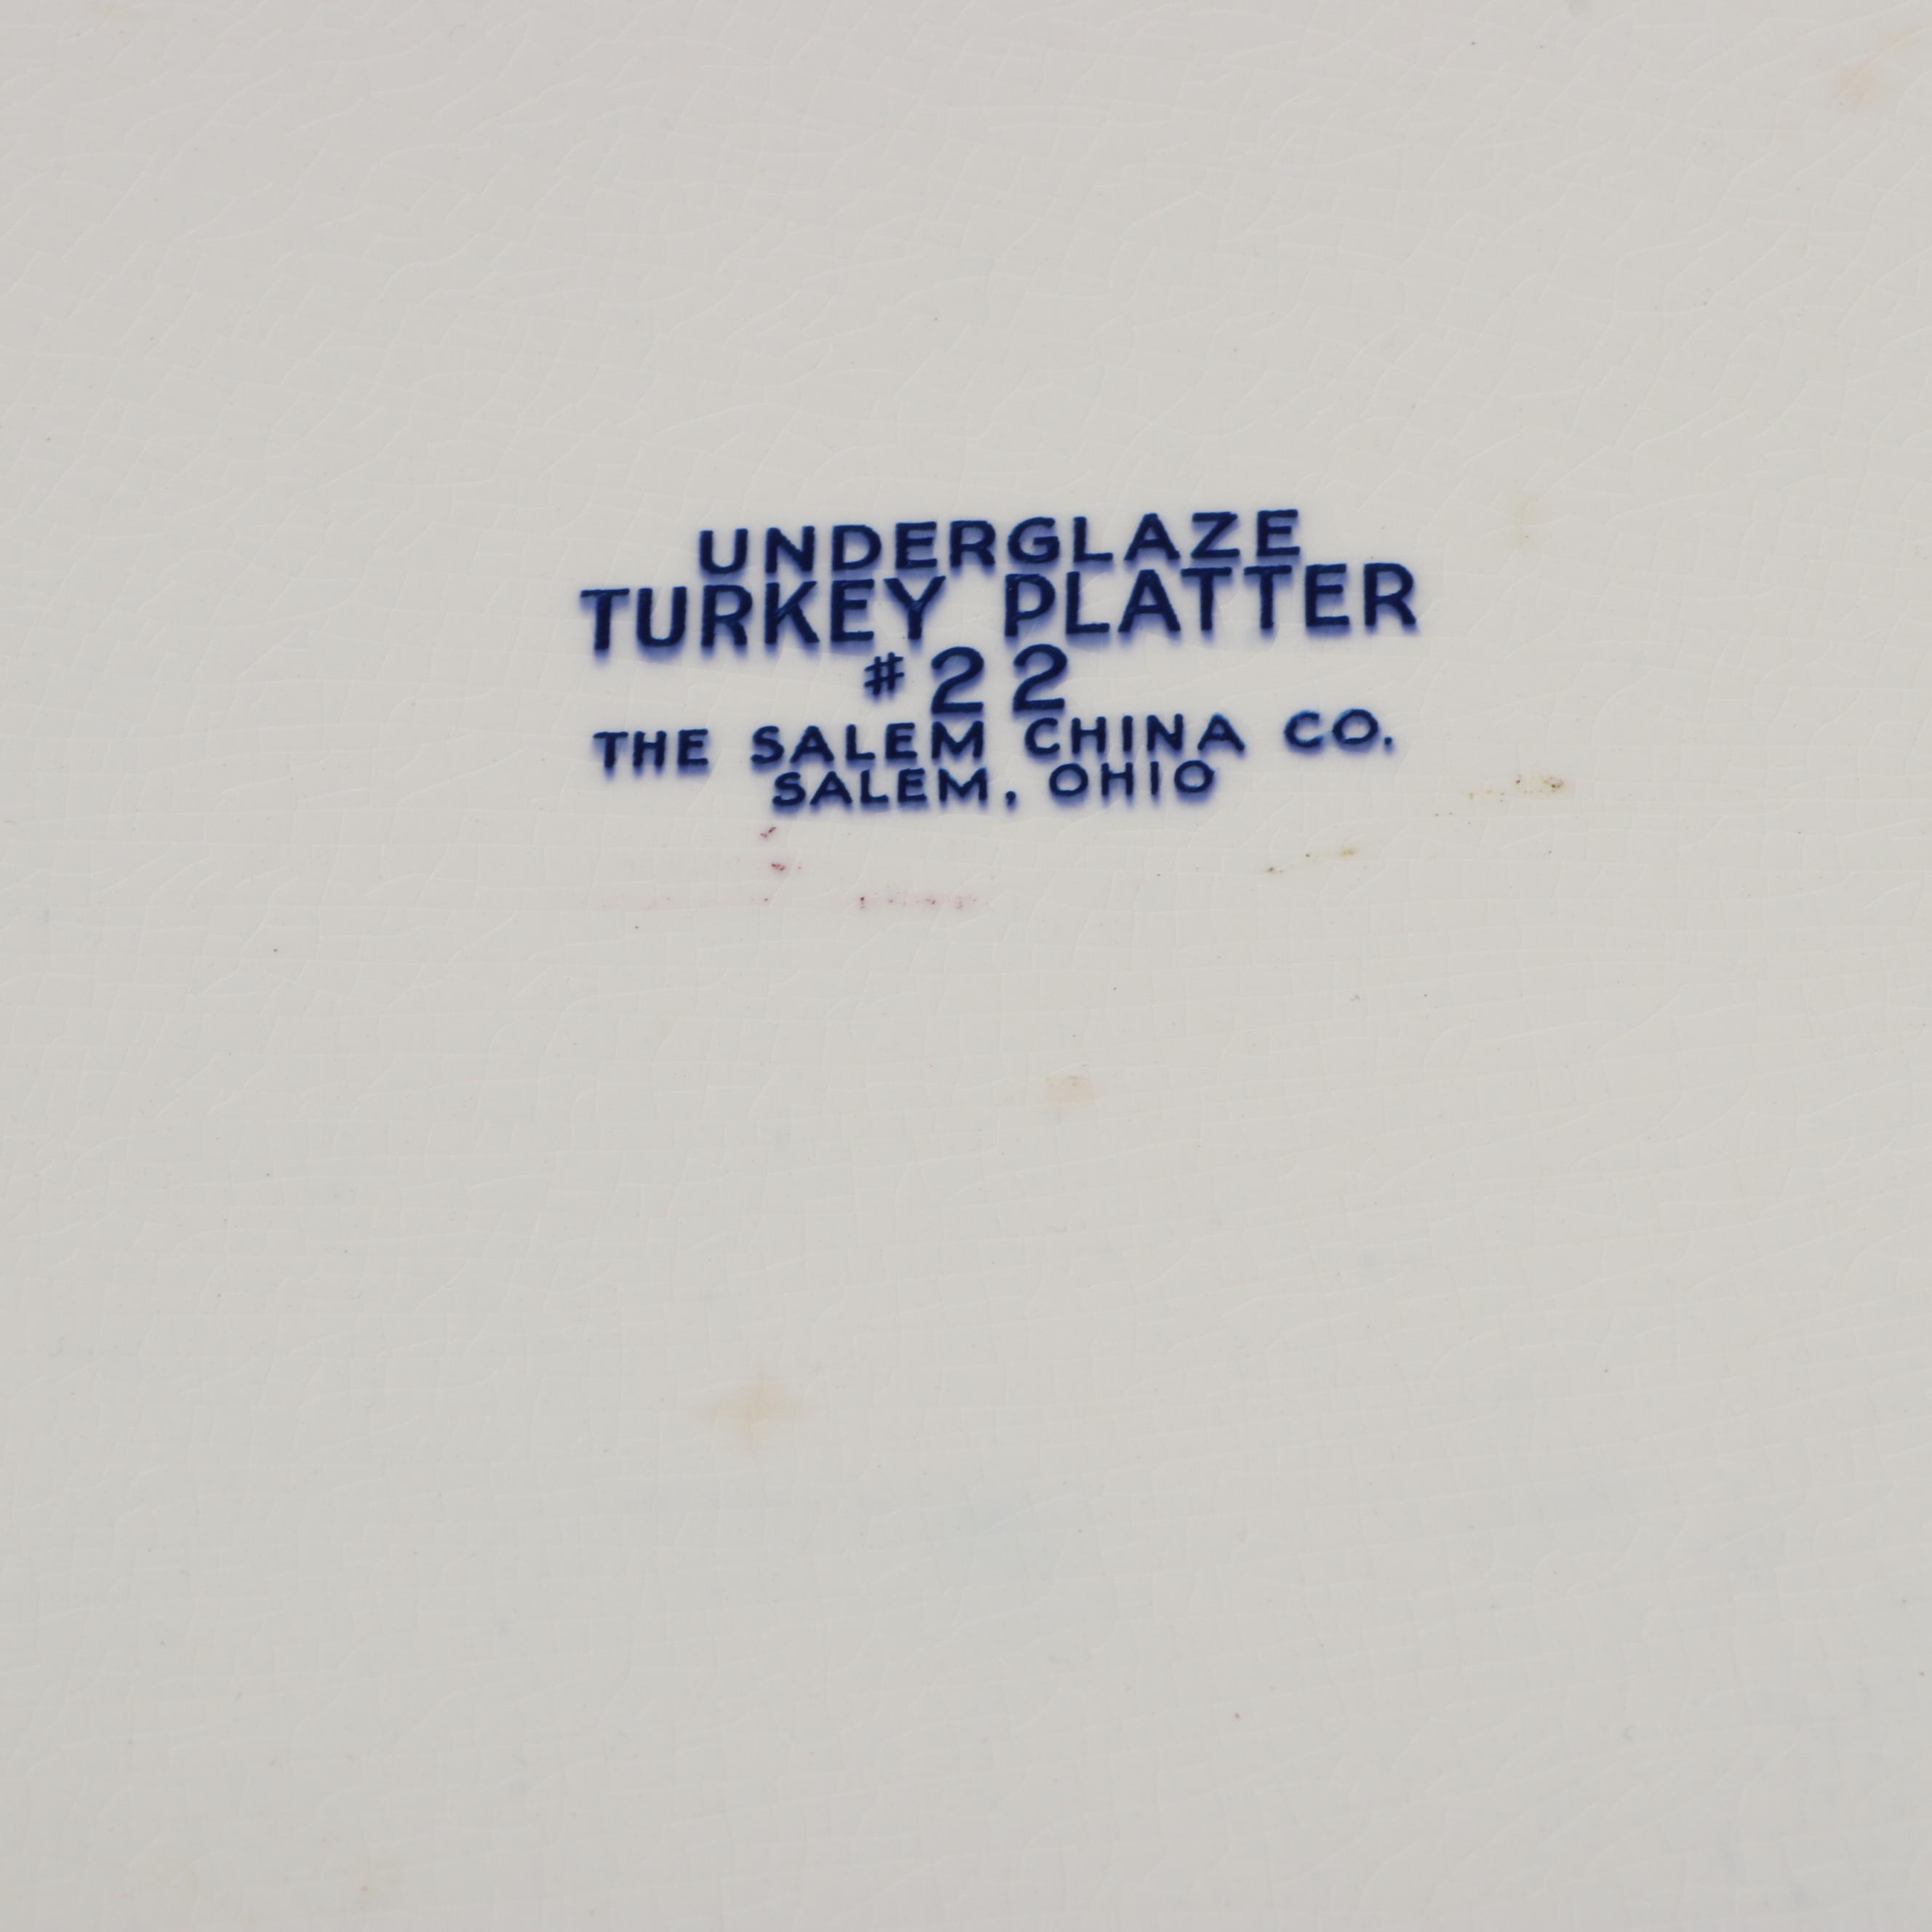 UNDERGLAZE
TURKEY PLATTER
#22
THE SALEM CHINA CO.
SALEM, OHIO